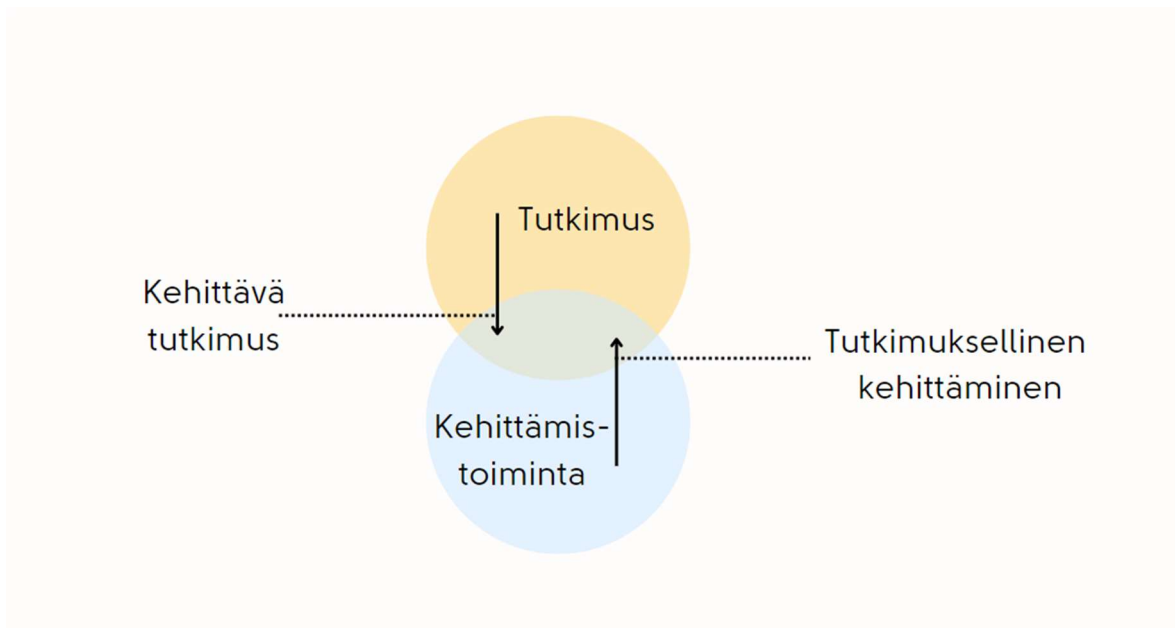 Tutkimus
Kehittävä
tutkimus
Tutkimuksellinen
kehittäminen
Kehittämis-
toiminta